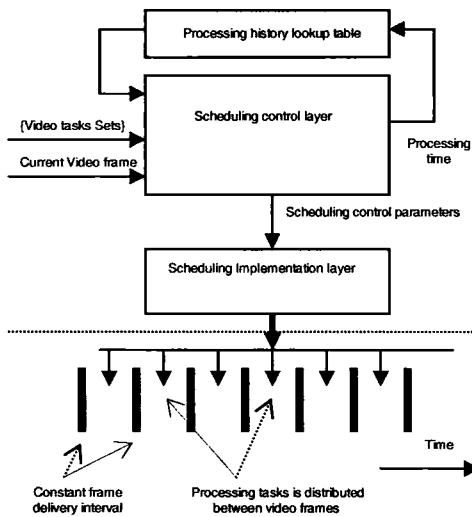 Processing history lookup table
Scheduling control layer
{Video tasks Sets}
Current Video frame
Processing
time
Scheduling control parameters
Scheduling Implementation layer
Time
Constant frame
delivery interval
Processing tasks is distributed
between video frames